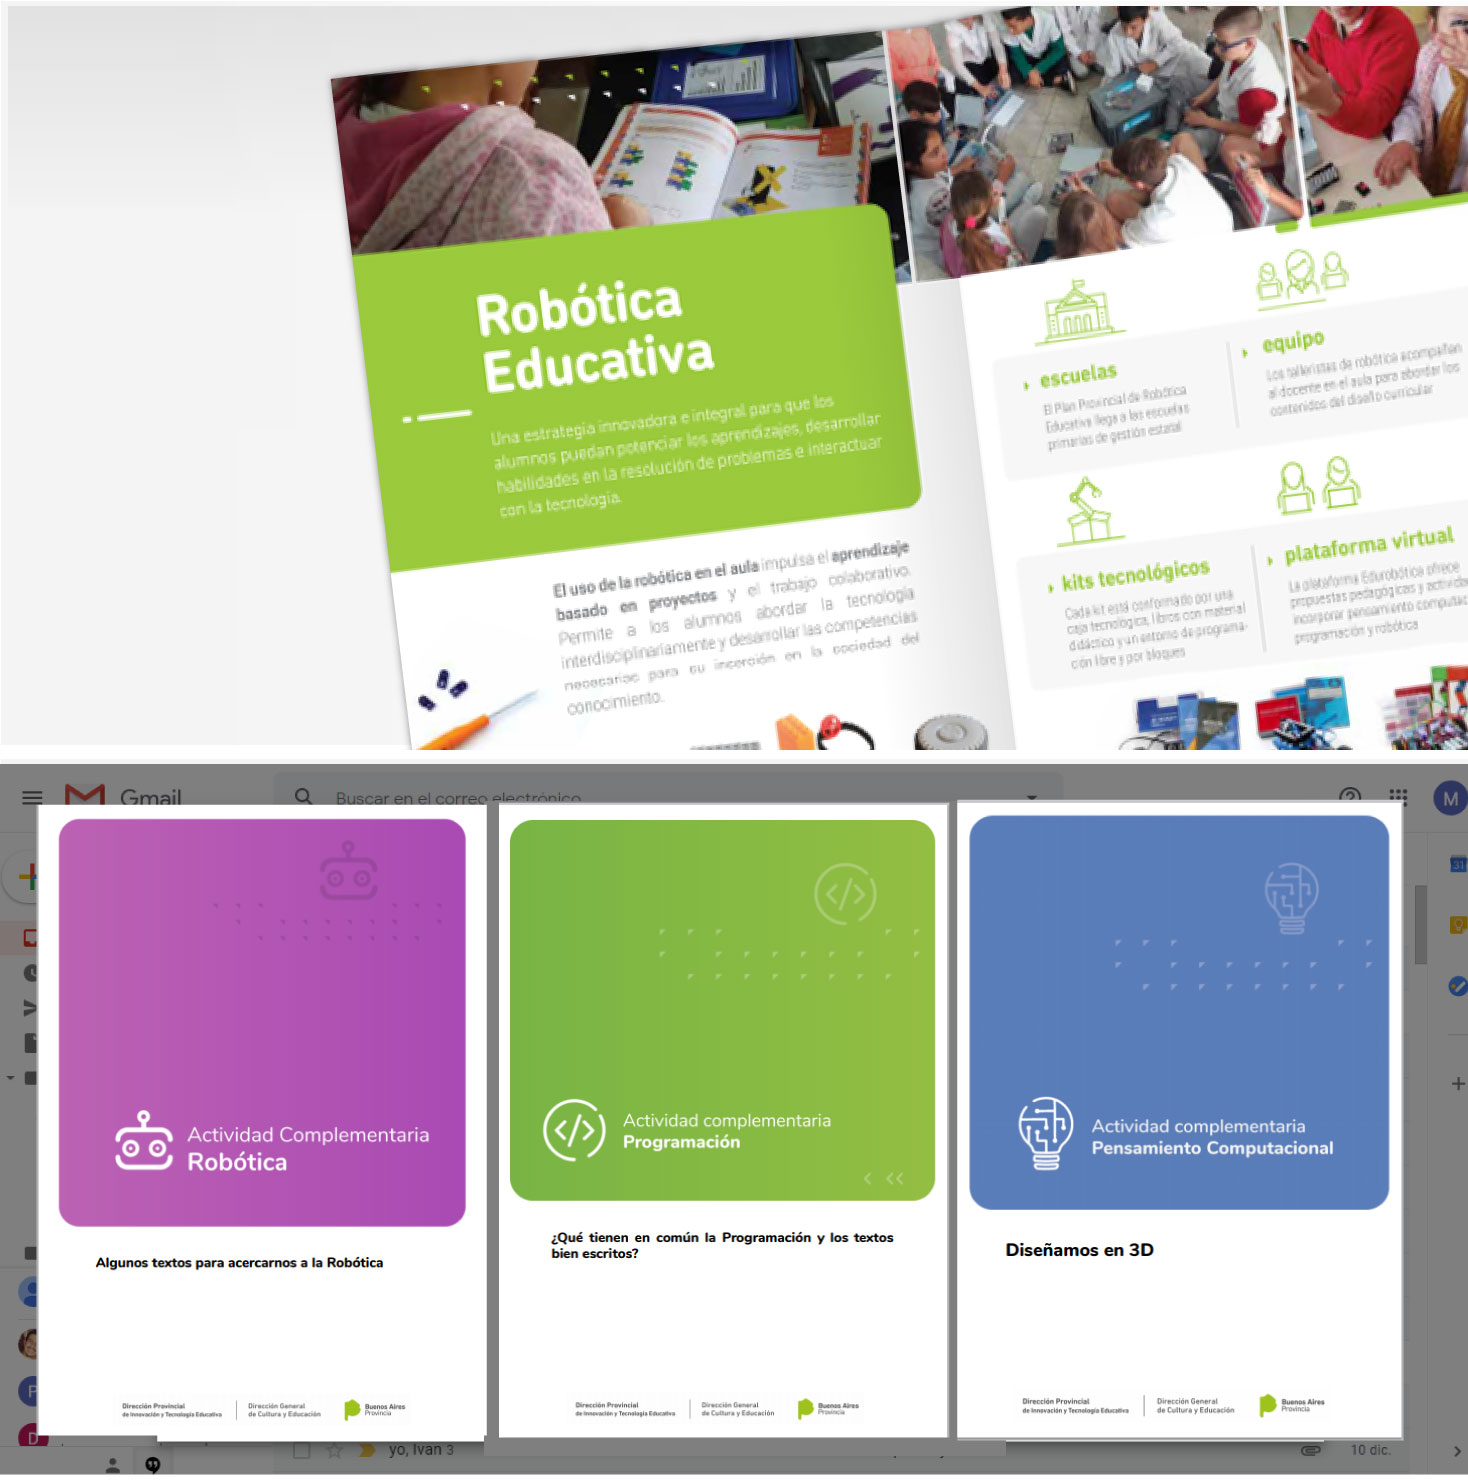 Robótica
Educativa
Una estrategia innovadora e integral para que los
alumnos puedan potenciar los aprendizajes, desarrollar
habilidades en la resolución de problemas e interactuar
con la tecnología.
El uso de la robótica en el aula impulsa el aprendizaje
basado en proyectos y el trabajo colaborativo.
Permite a los alumnos abordar la tecnología
interdisciplinariamente y desarrollar las competencias
necesarias para su inserción en la sociedad del
conocimiento.
escuelas
El Plan Provincial de Robótica
Educativa llega a las escuelas
primarias de gestión estatal
equipo
Los talleristas de robótica acompañan
al docente en el aula para abordar los
contenidos del diseño curricular
kits tecnológicos
Cada kit está conformado por una
caja tecnológica, libros con material
didáctico y un entorno de programa-
ción libre y por bloques
plataforma virtual
La plataforma Edurobótica ofrece
propuestas pedagógicas y
incorporar pensamiento
programación y robótica
Gmail
Buscar en el correo electrónico
M
31
Actividad Complementaria
Robótica
Algunos textos para acercarnos a la Robótica
Dirección Provincial
de Innovación y Tecnología Educativa
Dirección General
de Cultura y Educación
Buenos Aires
Provincia
Actividad complementaria
Programación
¿Qué tienen en común la Programación y los textos
bien escritos?
Dirección Provincial
de Innovación y Tecnología Educativa
Dirección General
de Cultura y Educación
Buenos Aires
Provincia
Actividad complementaria
Pensamiento Computacional
Diseñamos en 3D
Dirección Provincial
de Innovación y Tecnología Educativa
Dirección General
de Cultura y Educación
Buenos Aires
Provincia
D
yo, Ivan 3
10 dic.